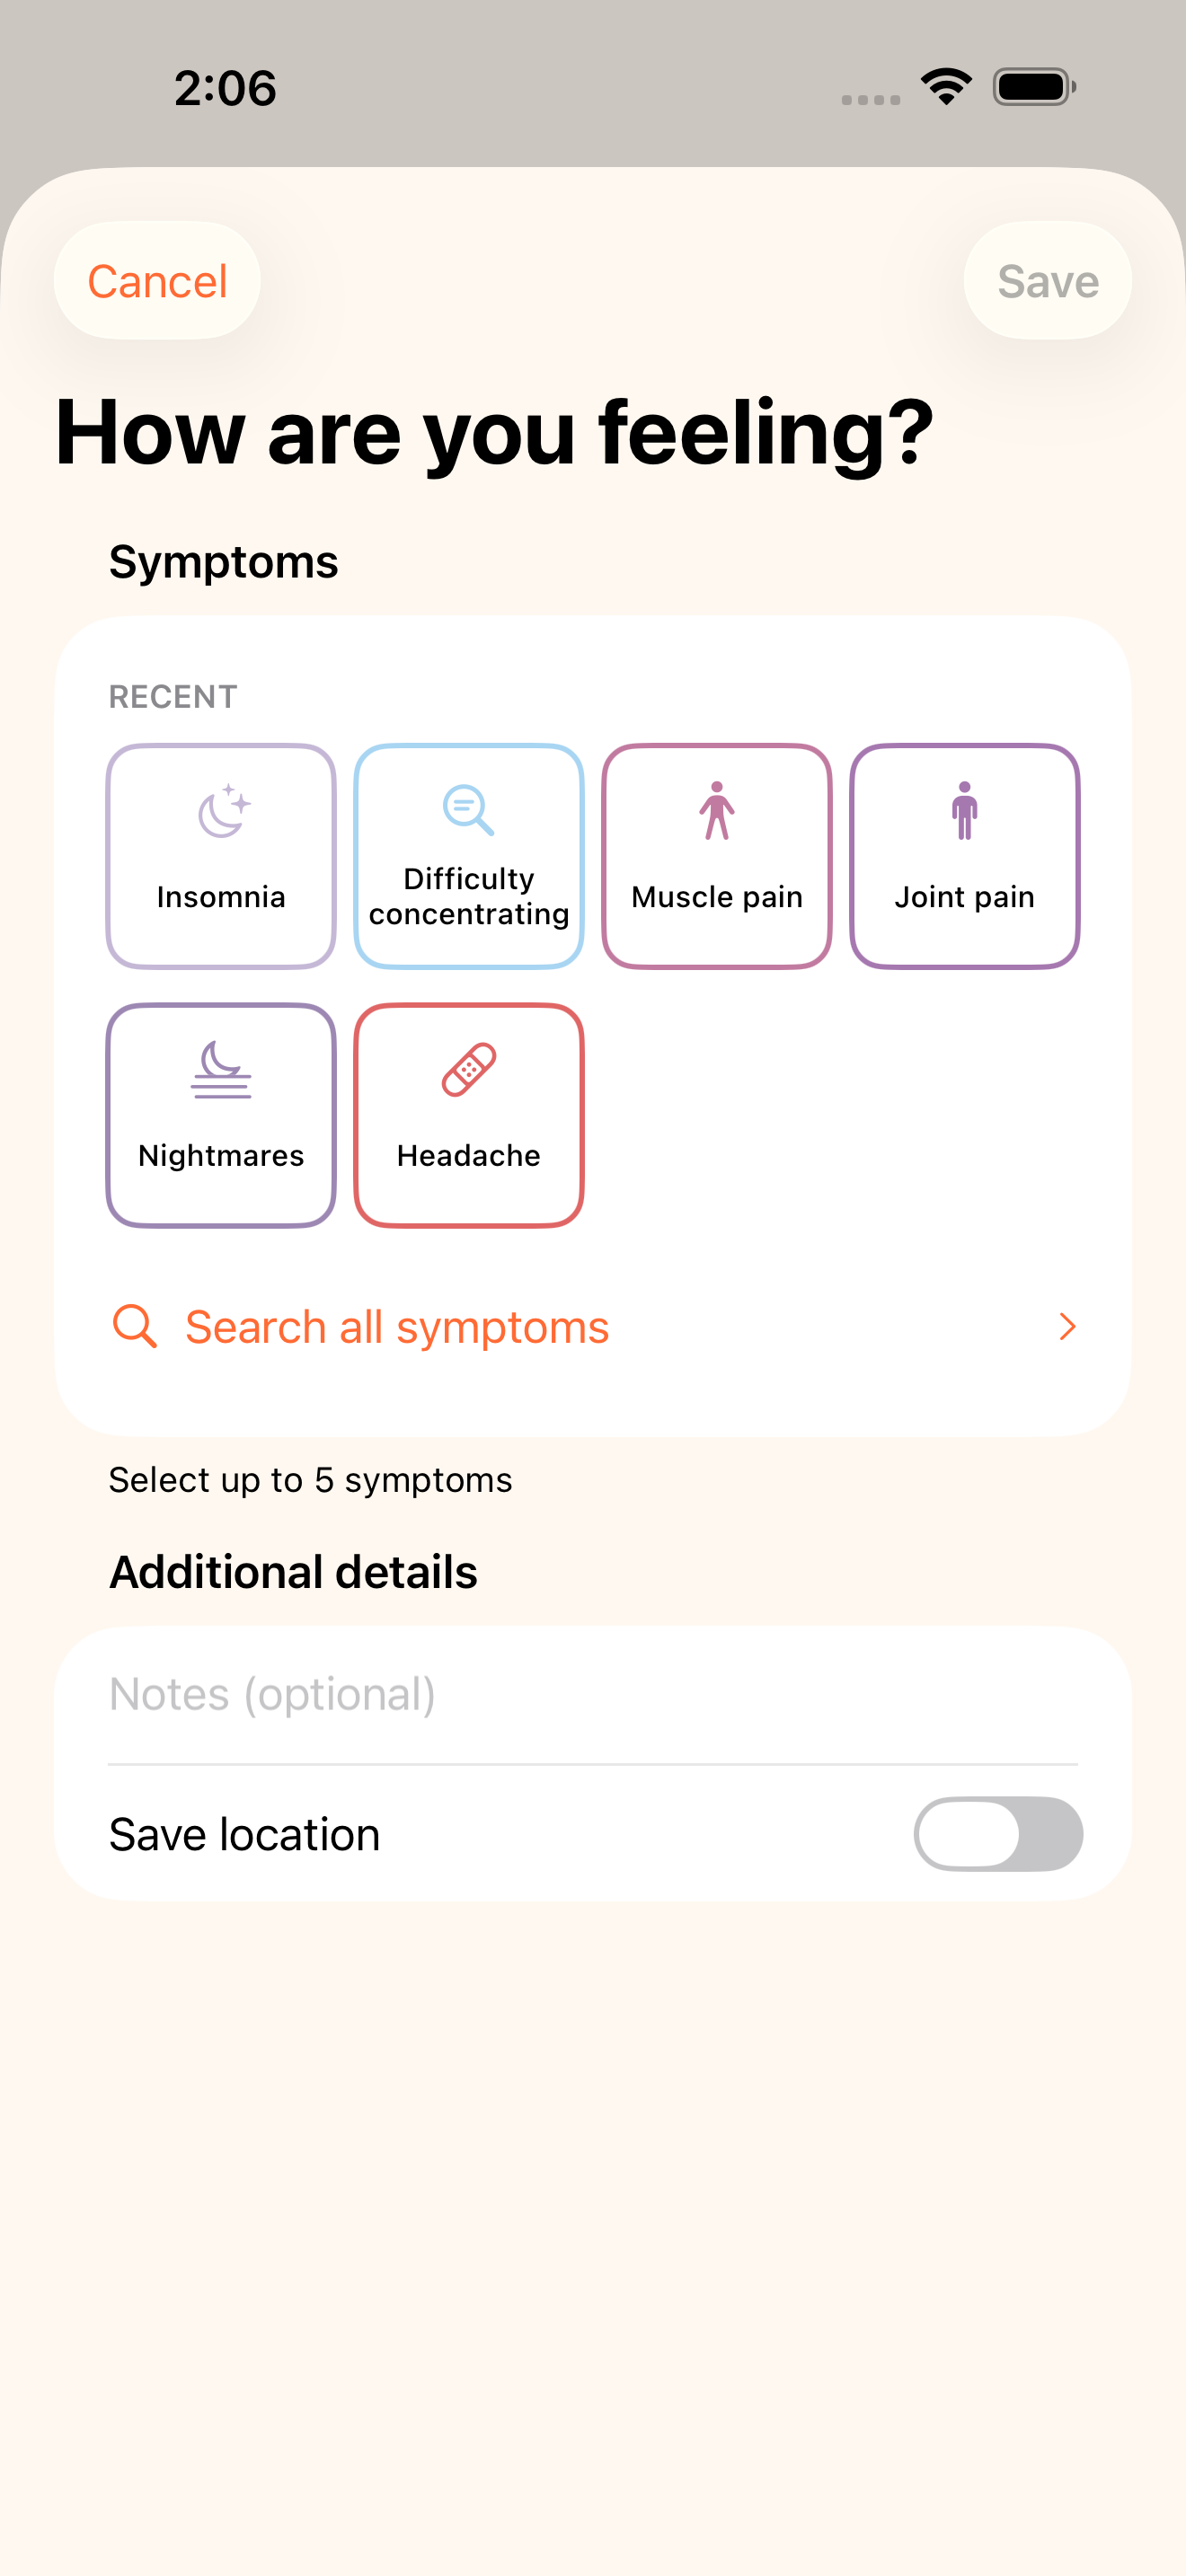 2:06
Cancel
Save
How are you feeling?
Symptoms
RECENT
Insomnia
Difficulty
concentrating
Muscle pain
Joint pain
Nightmares
Headache
Search all symptoms
Select up to 5 symptoms
Additional details
Notes (optional)
Save location